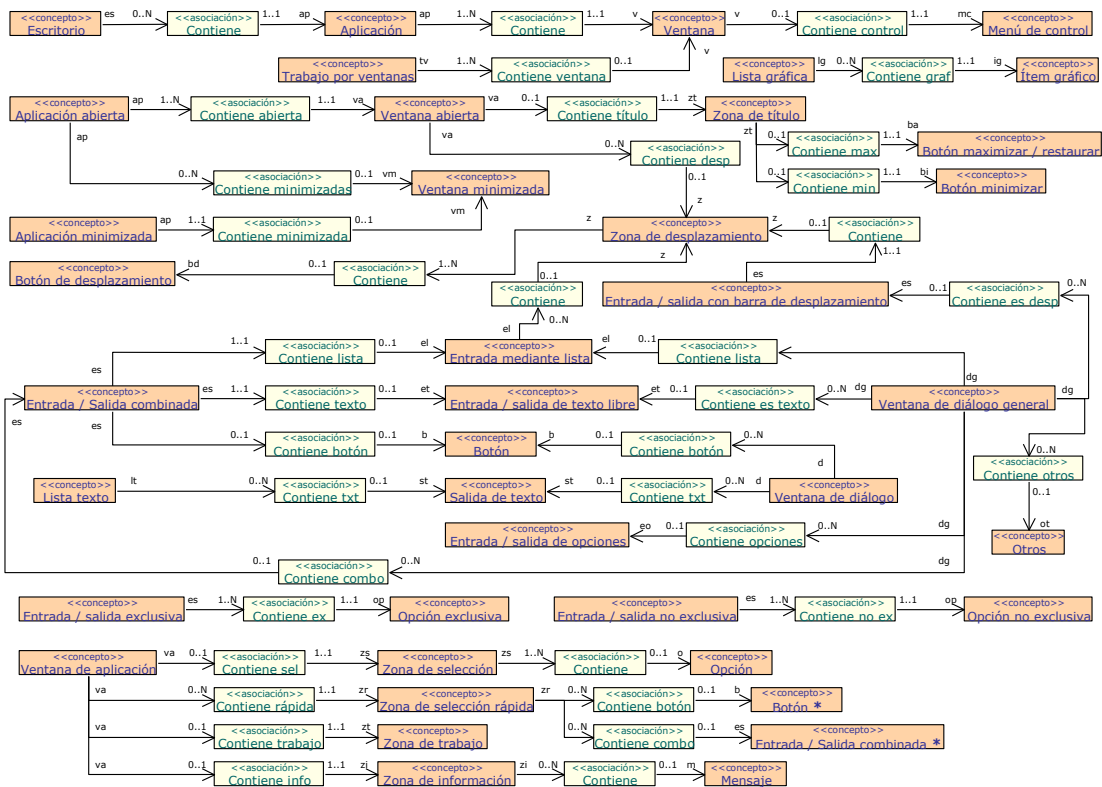 <<concepto>> es 0..N <<asociación>> 1..1 ap <<concepto>> ap 1..N <<asociación>> 1..1 v <<concepto>> v 0..1 <<asociación>> 1..1 mc <<concepto>>
Escritorio Contiene Aplicación Contiene Ventana Contiene control Menú de control
v
<<concepto>> tv 1..N <<asociación>> 0..1 <<concepto>> lg 0..N <<asociación>> 1..1 ig <<concepto>>
Trabajo por ventanas Contiene ventana Lista gráfica Contiene graf Ítem gráfico
<<concepto>> ap 1..N <<asociación>> 1..1 va <<concepto>> va 0..1 <<asociación>> 1..1 zt <<concepto>>
Aplicación abierta Contiene abierta Ventana abierta Contiene título Zona de título
ap va zt 0..1 <<asociación>> 1..1 ba <<concepto>>
Contiene max Botón maximizar / restaurar
0..N <<asociación>>
Contiene desp
0..N <<asociación>> 0..1 vm <<concepto>> 0..1 0..1 <<asociación>> 1..1 bi <<concepto>>
Contiene minimizadas Ventana minimizada Contiene min Botón minimizar
vm z
<<concepto>> ap 1..1 <<asociación>> 0..1 z <<concepto>> z 0..1 <<asociación>>
Aplicación minimizada Contiene minimizada Zona de desplazamiento Contiene
z 1..1
<<concepto>> bd 0..1 <<asociación>> 1..N
Botón de desplazamiento Contiene
0..1 es
<<asociación>> <<concepto>> es 0..1 <<asociación>> 0..N
Contiene Entrada / salida con barra de desplazamiento Contiene es desp
0..N
el
1..1 <<asociación>> 0..1 el <<concepto>> el 0..1 <<asociación>>
Contiene lista Entrada mediante lista Contiene lista
es dg
<<concepto>> es 1..1 <<asociación>> 0..1 et <<concepto>> et 0..1 <<asociación>> 0..N dg <<concepto>> dg
Entrada / Salida combinada Contiene texto Entrada / salida de texto libre Contiene es texto Ventana de diálogo general
es es
0..1 <<asociación>> 0..1 b <<concepto>> b 0..1 <<asociación>> 0..N 0..N
Contiene botón Botón Contiene botón
d <<asociación>>
Contiene otros
<<concepto>> lt 0..N <<asociación>> 0..1 st <<concepto>> st 0..1 <<asociación>> 0..N d <<concepto>> 0..1
Lista texto Contiene txt Salida de texto Contiene txt Ventana de diálogo
<<concepto>> eo 0..1 <<asociación>> 0..N dg ot
Entrada / salida de opciones Contiene opciones
<<concepto>>
Otros
0..1 <<asociación>> 0..N dg
Contiene combo
<<concepto>> es 1..N <<asociación>> 1..1 op <<concepto>> <<concepto>> es 1..N <<asociación>> 1..1 op <<concepto>>
Entrada / salida exclusiva Contiene ex Opción exclusiva Entrada / salida no exclusiva Contiene no ex Opción no exclusiva
<<concepto>> va 0..1 <<asociación>> 1..1 zs <<concepto>> zs 1..N <<asociación>> 0..1 o <<concepto>>
Ventana de aplicación Contiene sel Zona de selección Contiene Opción
va 0..N <<asociación>> 1..1 zr <<concepto>> zr 0..N <<asociación>> 0..1 b <<concepto>>
Contiene rápida Zona de selección rápida Contiene botón Botón *
va 0..1 <<asociación>> 1..1 zt <<concepto>> 0..N <<asociación>> 0..1 es <<concepto>>
Contiene trabajo Zona de trabajo Contiene combo Entrada / Salida combinada *
va 0..1 <<asociación>> 1..1 zi <<concepto>> zi 0..N <<asociación>> 0..1 m <<concepto>>
Contiene info Zona de información Contiene Mensaje